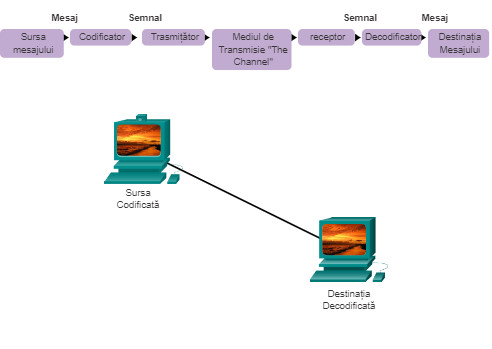 Mesaj
Semnal
Semnal
Mesaj
Sursa
mesajului
Codificator
Trasmițător
Mediul de
Transmisie "The
Channel"
receptor
Decodificator
Destinația
Mesajului
Sursa
Codificată
Destinația
Decodificată